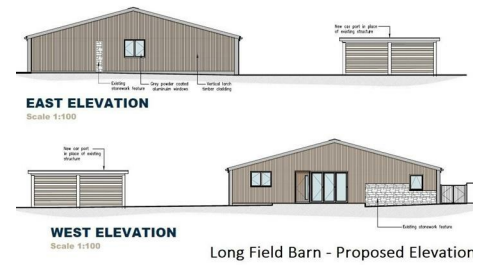 New car port in place
of existing structure
Existing
stonework feature
Grey powder coated
aluminium windows
Vertical larch
timber cladding
EAST ELEVATION
Scale 1:100
New car port
in place of existing
structure
Existing stonework feature
WEST ELEVATION
Scale 1:100
Long Field Barn - Proposed Elevation